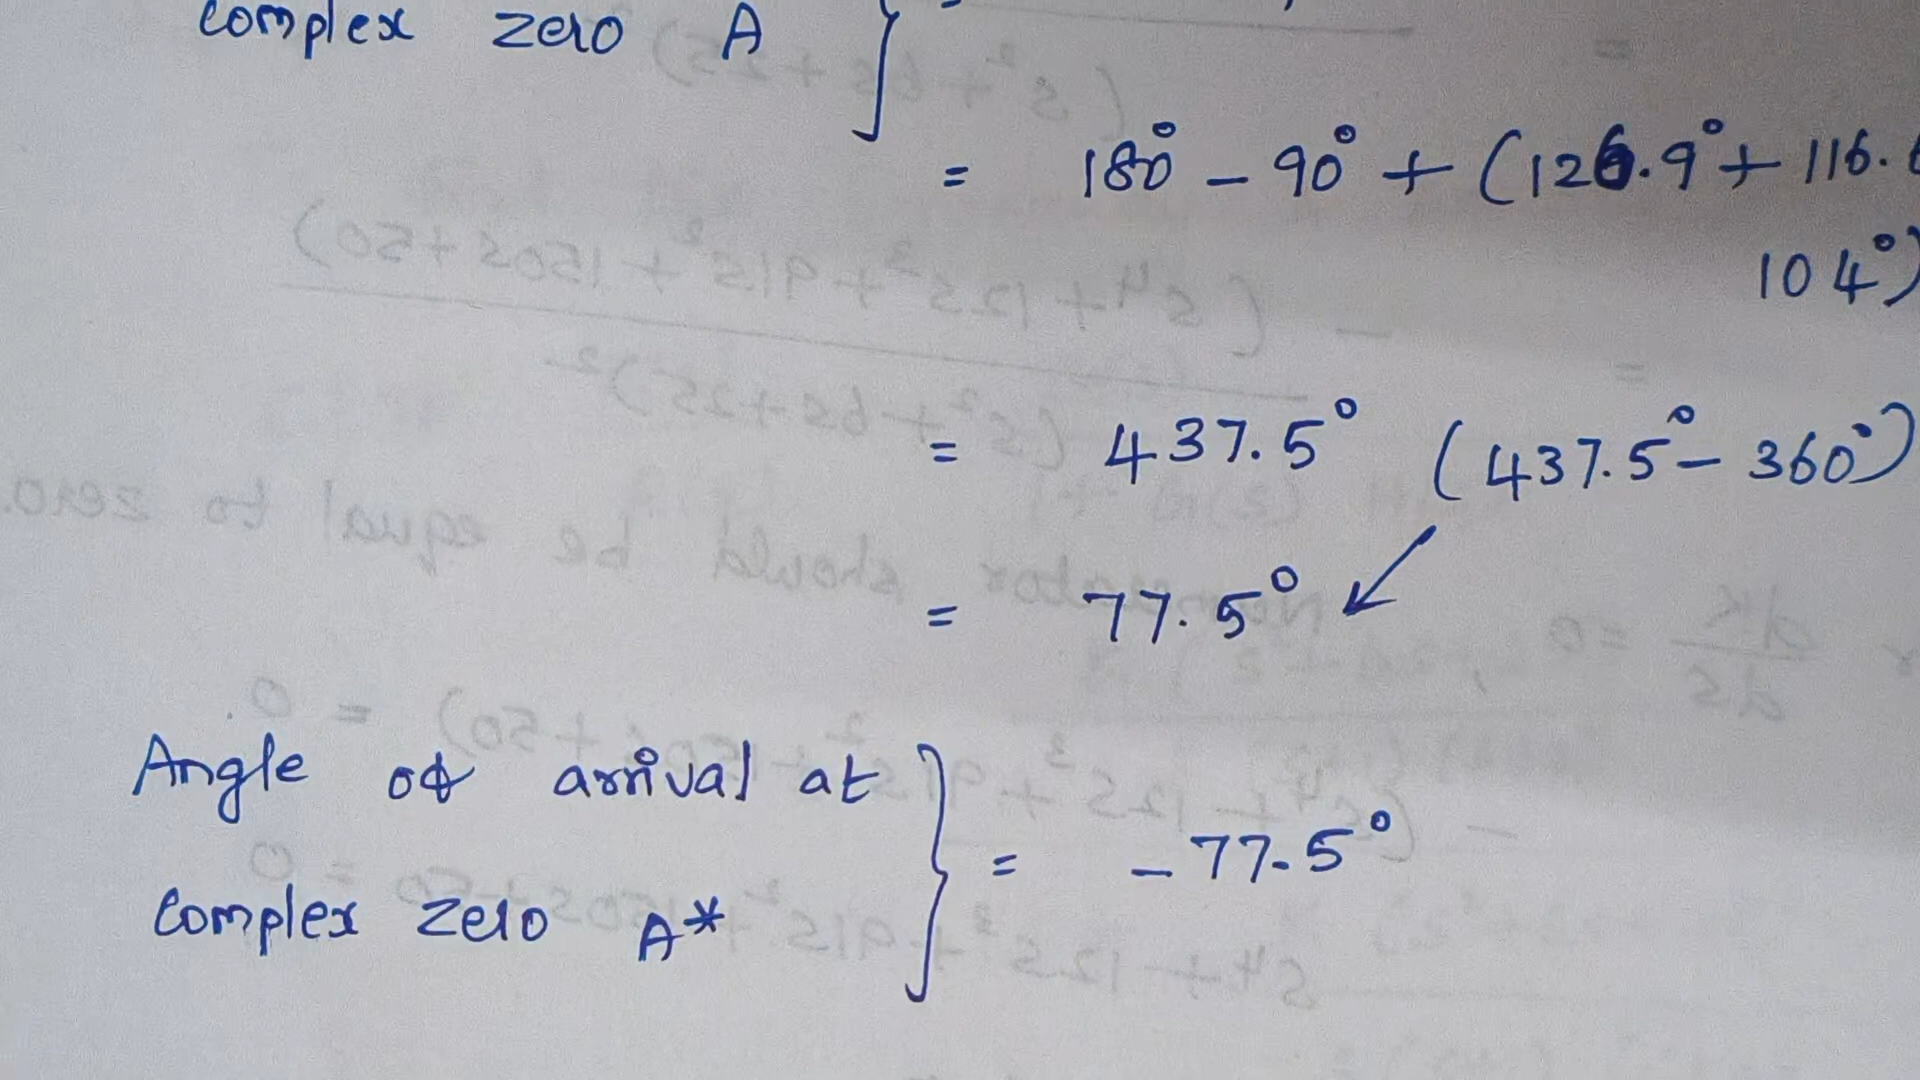 complex zero A }
= 180° - 90° + (126.9° + 116.6
104°)
= 437.5° (437.5° - 360°)
= 77.5°
Angle of arrival at
complex zero A* } = -77.5°